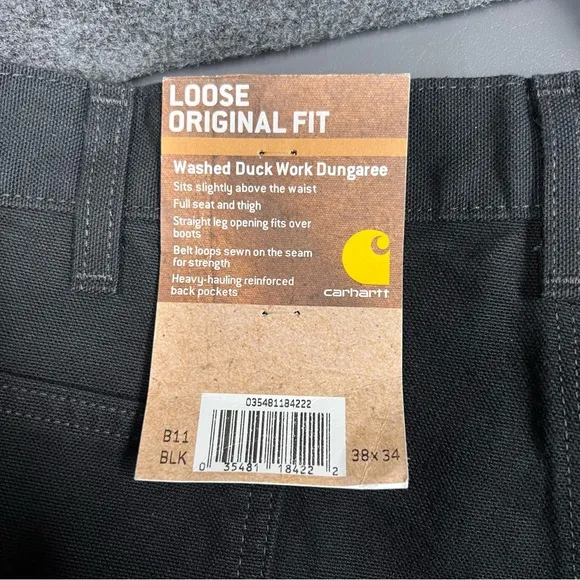 LOOSE
ORIGINAL FIT
Washed Duck Work Dungaree
Sits slightly above the waist
Full seat and thigh
Straight leg opening fits over
boots
Belt loops sewn on the seam
for strength
Heavy-hauling reinforced
back pockets
carhartt
035481184222
B11
BLK
0 35481 18422 2
38x34